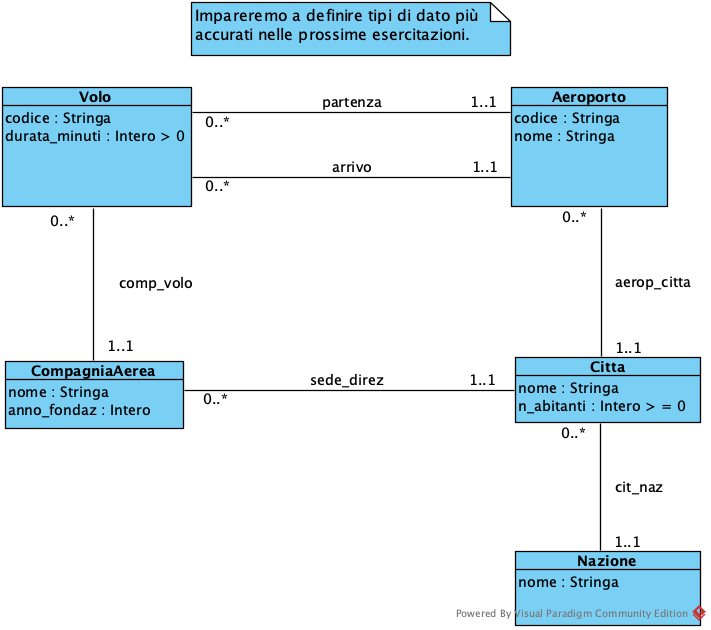 Impareremo a definire tipi di dato più
accurati nelle prossime esercitazioni.
Volo
codice : Stringa
durata_minuti : Intero > 0
partenza
0..*
1..1
arrivo
0..*
1..1
Aeroporto
codice : Stringa
nome : Stringa
0..*
comp_volo
1..1
0..*
aerop_citta
1..1
CompagniaAerea
nome : Stringa
anno_fondaz : Intero
sede_direz
0..*
1..1
Citta
nome : Stringa
n_abitanti : Intero > = 0
0..*
cit_naz
1..1
Nazione
nome : Stringa
Powered By Visual Paradigm Community Edition